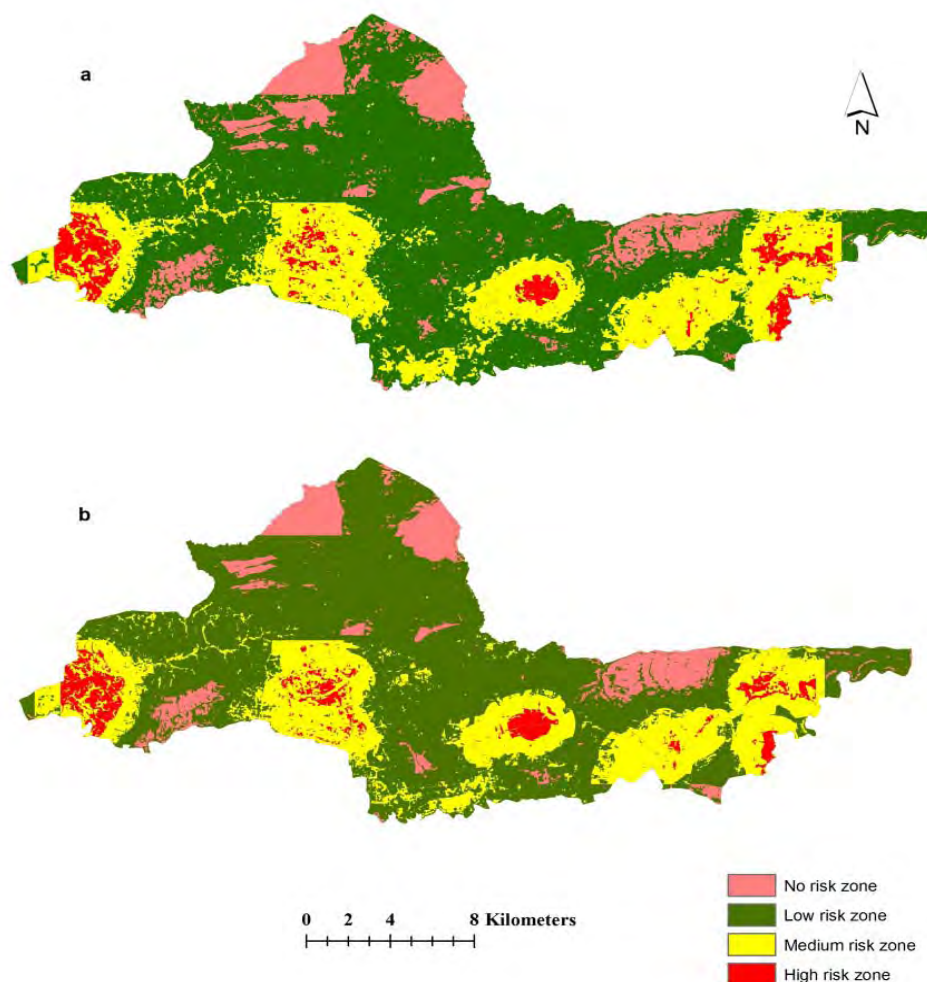 a
N
b
No risk zone
0 2 4 8 Kilometers
Low risk zone
Medium risk zone
High risk zone